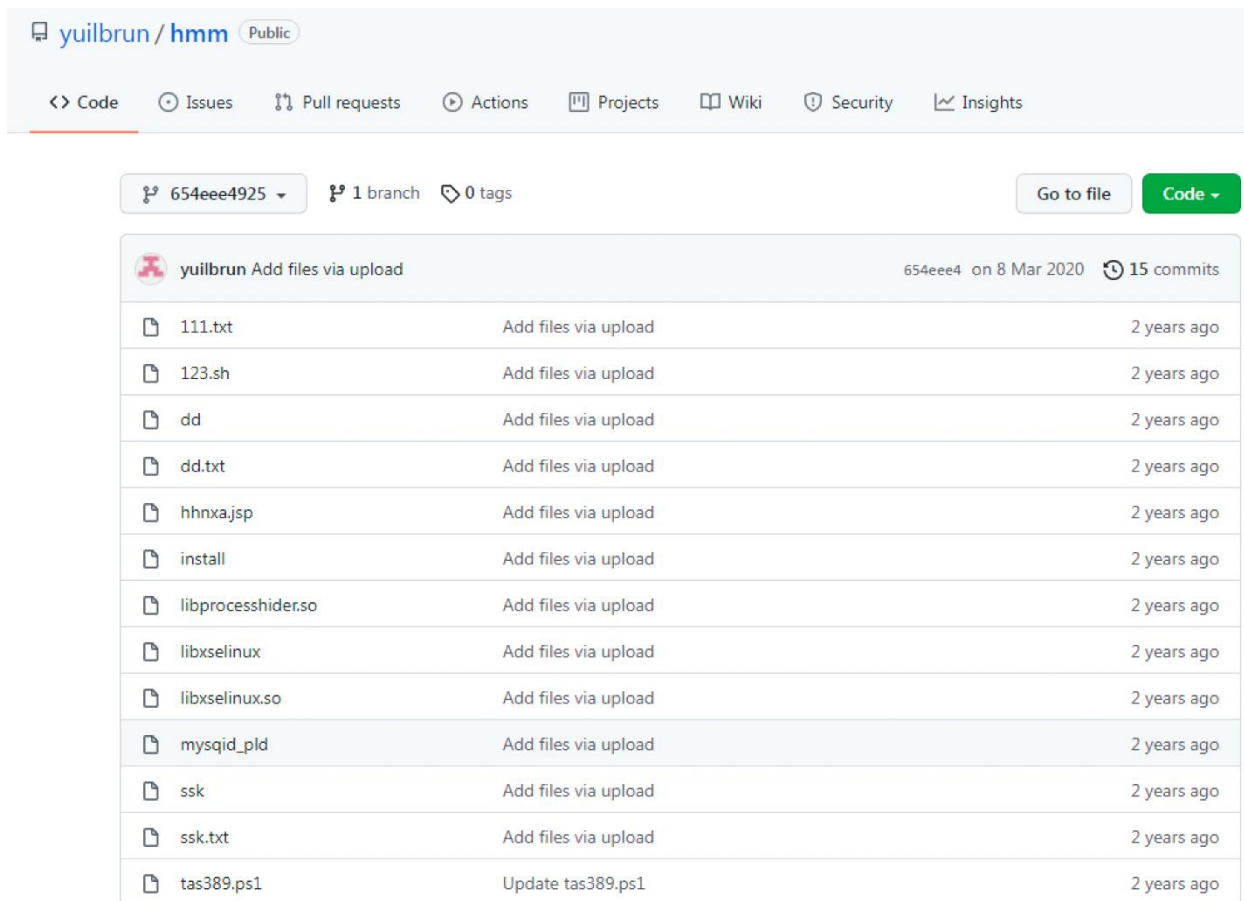 yuilbrun / hmm Public
Code Issues Pull requests Actions Projects Wiki Security Insights
654eee4925 1 branch 0 tags Go to file Code
yuilbrun Add files via upload 654eee4 on 8 Mar 2020 15 commits
111.txt Add files via upload 2 years ago
123.sh Add files via upload 2 years ago
dd Add files via upload 2 years ago
dd.txt Add files via upload 2 years ago
hhnxa.jsp Add files via upload 2 years ago
install Add files via upload 2 years ago
libprocesshider.so Add files via upload 2 years ago
libxselinux Add files via upload 2 years ago
libxselinux.so Add files via upload 2 years ago
mysqid_pld Add files via upload 2 years ago
ssk Add files via upload 2 years ago
ssk.txt Add files via upload 2 years ago
tas389.ps1 Update tas389.ps1 2 years ago